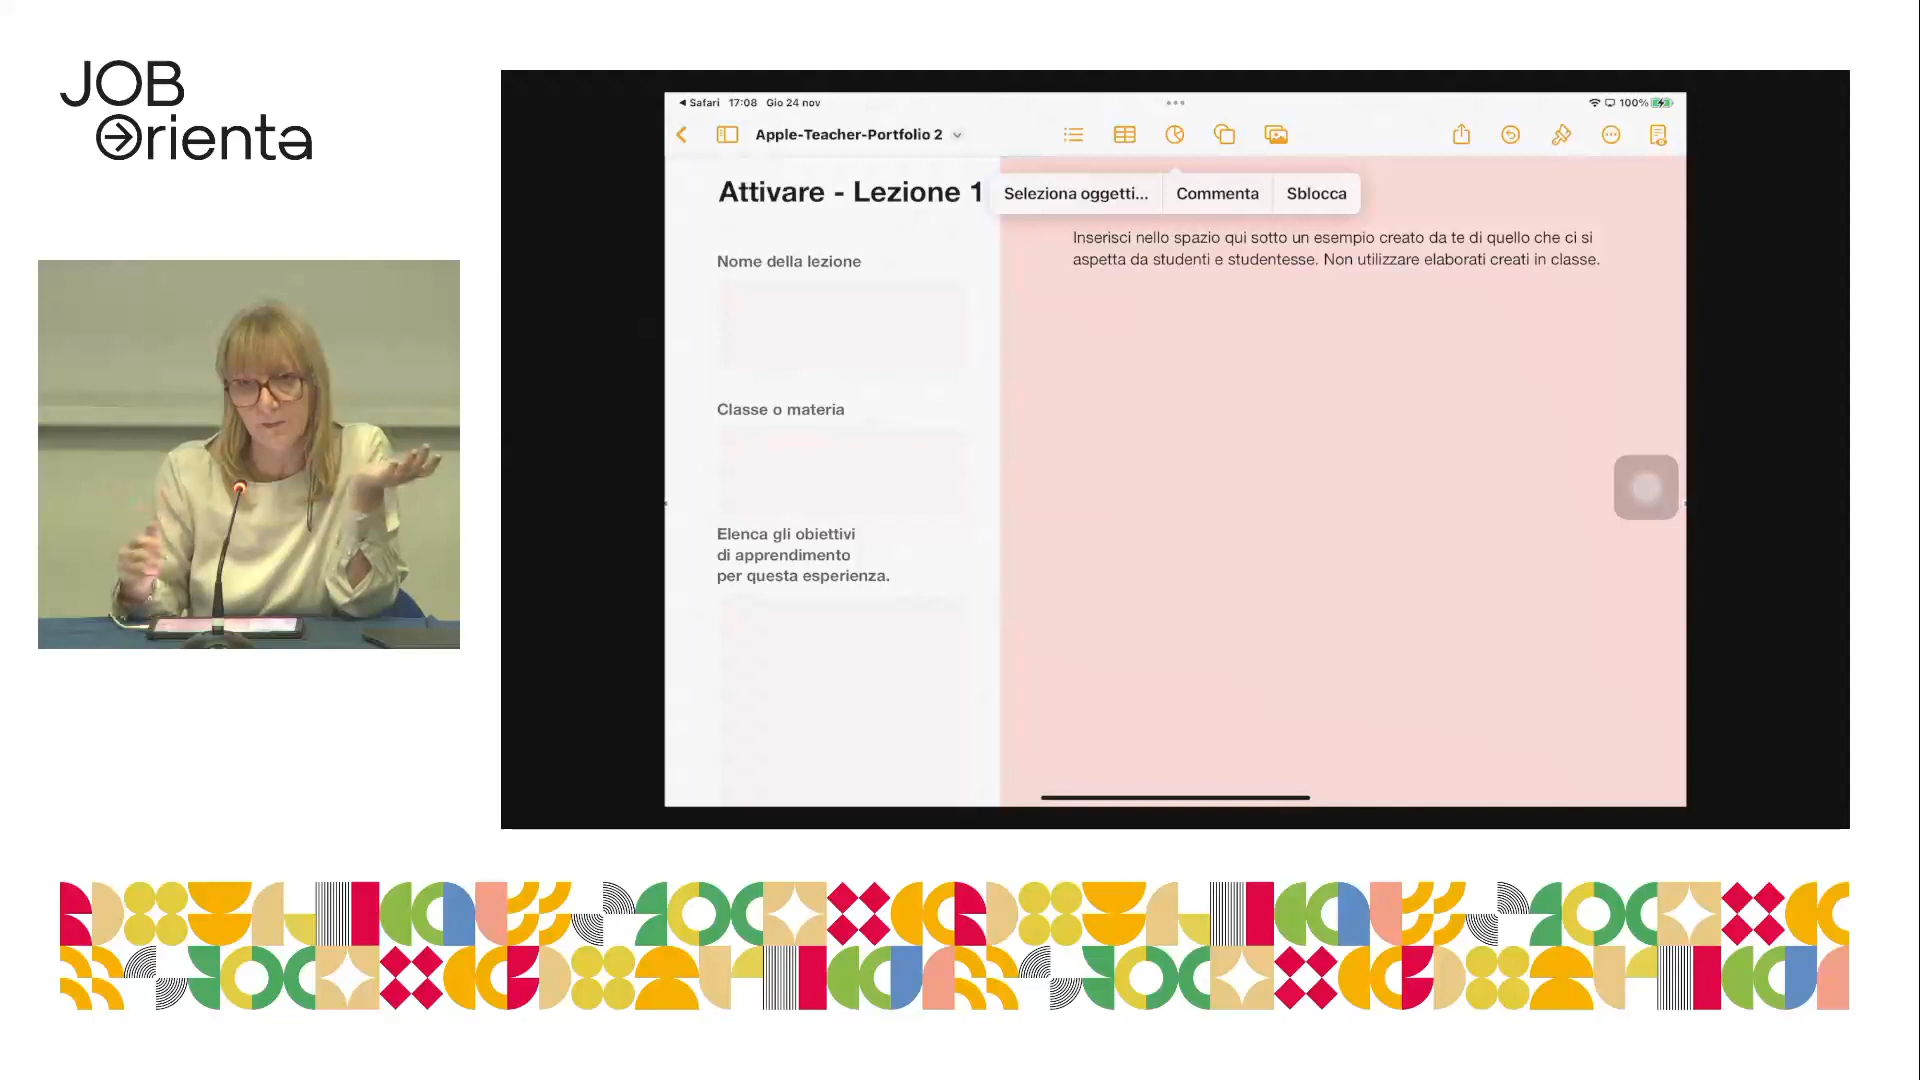 JOB
Orienta
Safari 17:08 Gio 24 nov
100%
Apple-Teacher-Portfolio 2
Attivare - Lezione 1
Seleziona oggetti...
Commenta
Sblocca
Inserisci nello spazio qui sotto un esempio creato da te di quello che ci si
aspetta da studenti e studentesse. Non utilizzare elaborati creati in classe.
Nome della lezione
Classe o materia
Elenca gli obiettivi
di apprendimento
per questa esperienza.